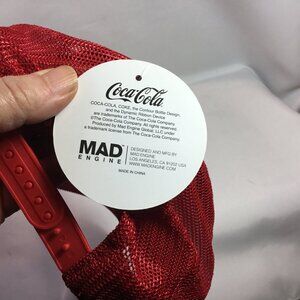 Coca-Cola
COCA-COLA, COKE, the Contour Bottle Design,
and the Dynamic Ribbon Device
are trademarks of The Coca-Cola Company.
©The Coca-Cola Company. All rights reserved.
Produced by Mad Engine Global, LLC under
a trademark license from The Coca-Cola Company.
MAD
ENGINE
DESIGNED AND MFG BY
MAD ENGINE
LOS ANGELES, CA 91202 USA
WWW.MADENGINE.COM
MADE IN CHINA